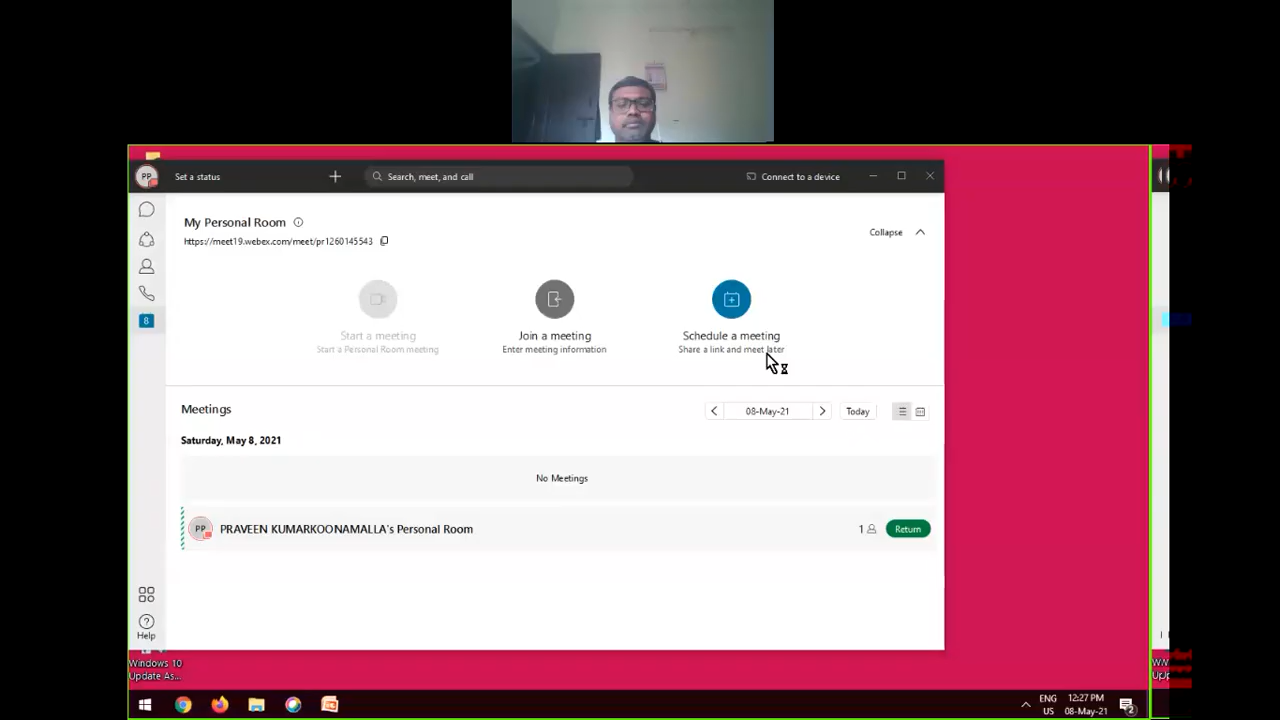 PP
Set a status
Search, meet, and call
Connect to a device
My Personal Room
https://meet19.webex.com/meet/pr1260145543
Collapse
Start a meeting
Start a Personal Room meeting
Join a meeting
Enter meeting information
Schedule a meeting
Share a link and meet later
8
Meetings
08-May-21
Today
Saturday, May 8, 2021
No Meetings
PP
PRAVEEN KUMARKOONAMALLA's Personal Room
1
Return
Help
Windows 10
Update As...
ENG
US
12:27 PM
08-May-21
2